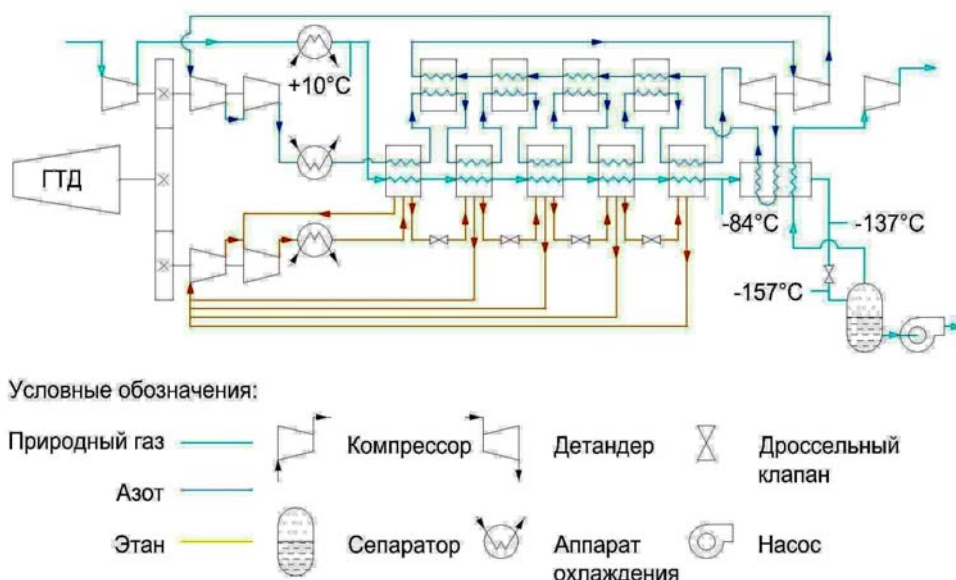 +10°C
ГТД
-84°C
-137°C
-157°C
Условные обозначения:
Природный газ
Компрессор
Детандер
Дроссельный
клапан
Азот
Этан
Сепаратор
Аппарат
охлаждения
Насос